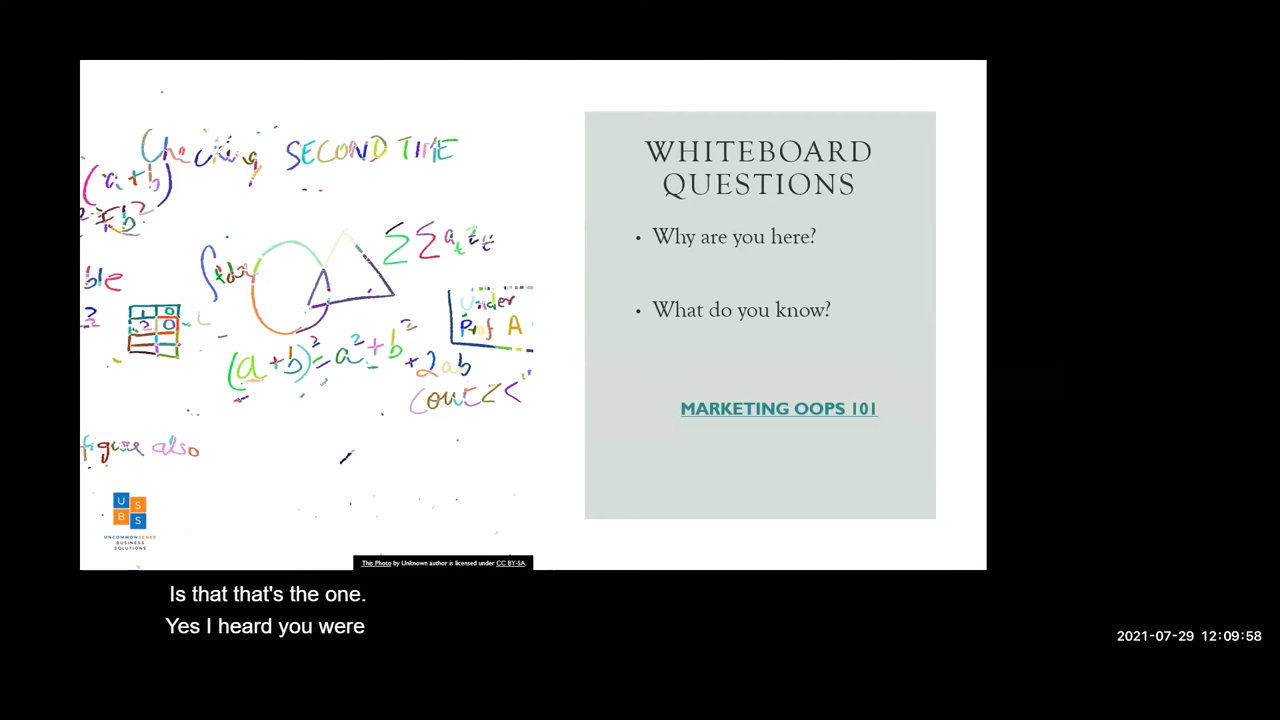 Checking SECOND TIME
(a+b)
WHITEBOARD
QUESTIONS
• Why are you here?
• What do you know?
MARKETING OOPS 101
ble
Under
Prof A
(a+b)²=a²+b²+2ab
figure also
U S
B S
UNCOMMONSENSE
BUSINESS
SOLUTIONS
This Photo by Unknown author is licensed under CC BY-SA.
Is that that's the one.
Yes I heard you were
2021-07-29 12:09:58